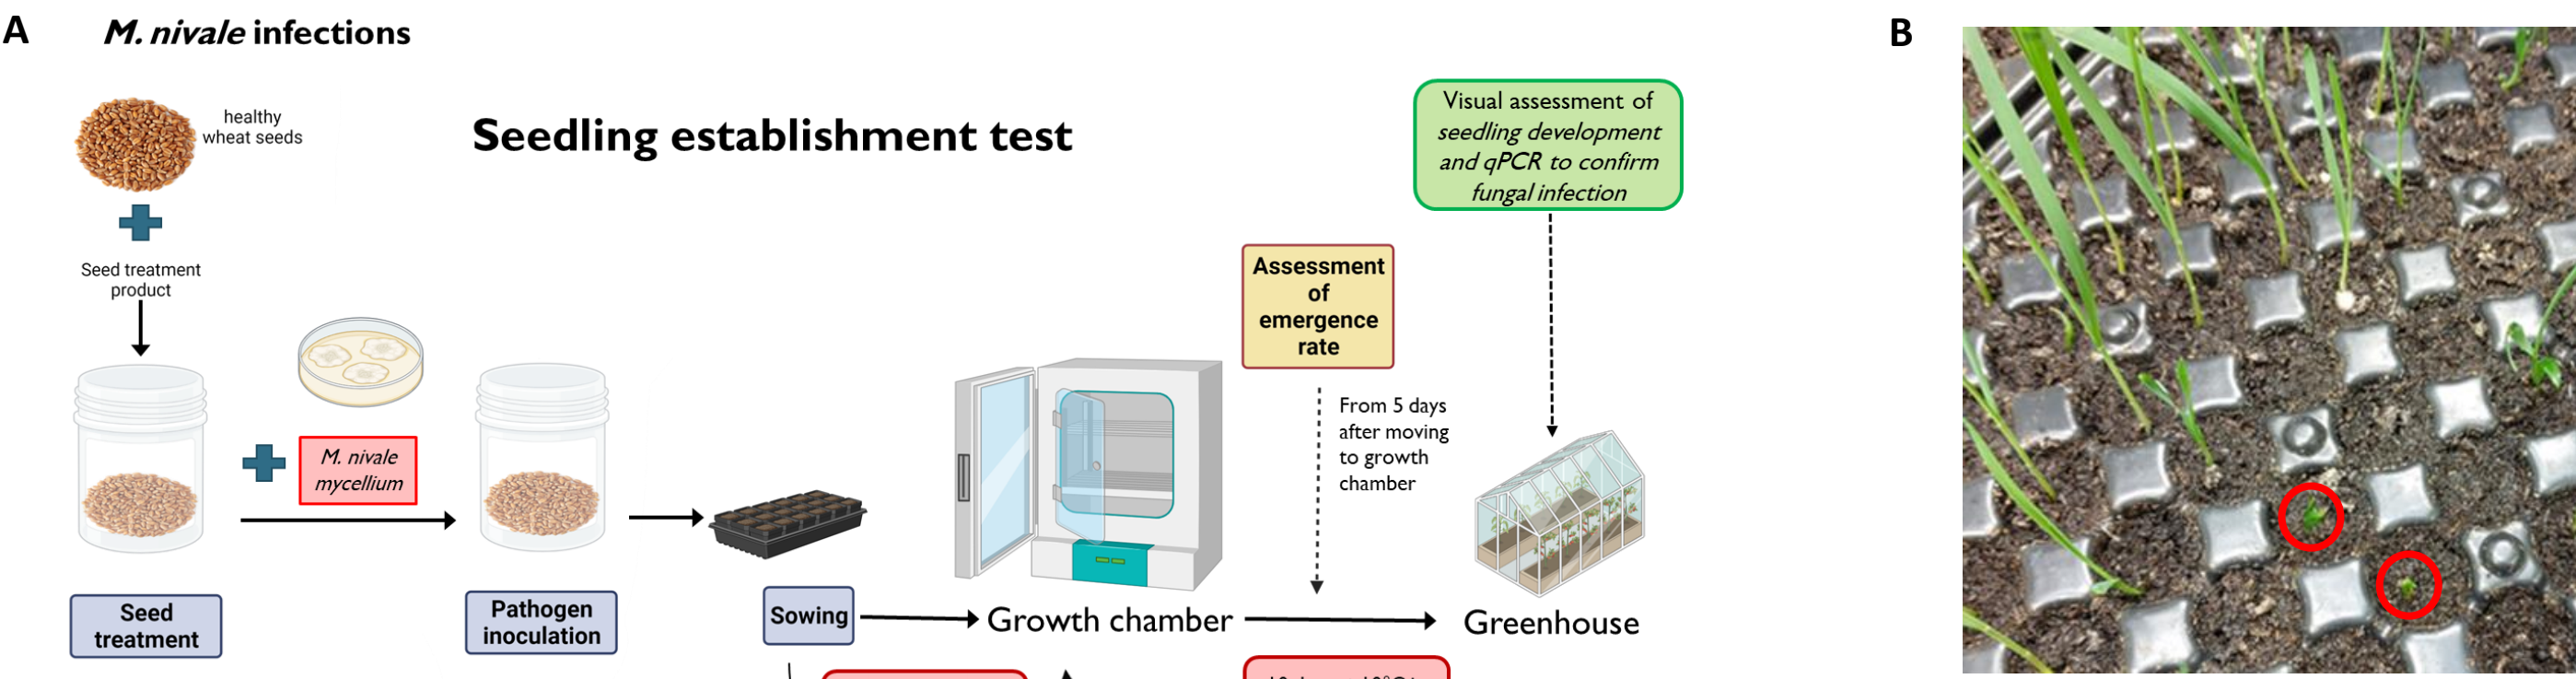 A
M. nivale infections
B
healthy
wheat seeds
Seedling establishment test
Visual assessment of
seedling development
and qPCR to confirm
fungal infection
Seed treatment
product
Assessment
of
emergence
rate
From 5 days
after moving
to growth
chamber
M. nivale
mycellium
Seed
treatment
Pathogen
inoculation
Sowing
Growth chamber
Greenhouse